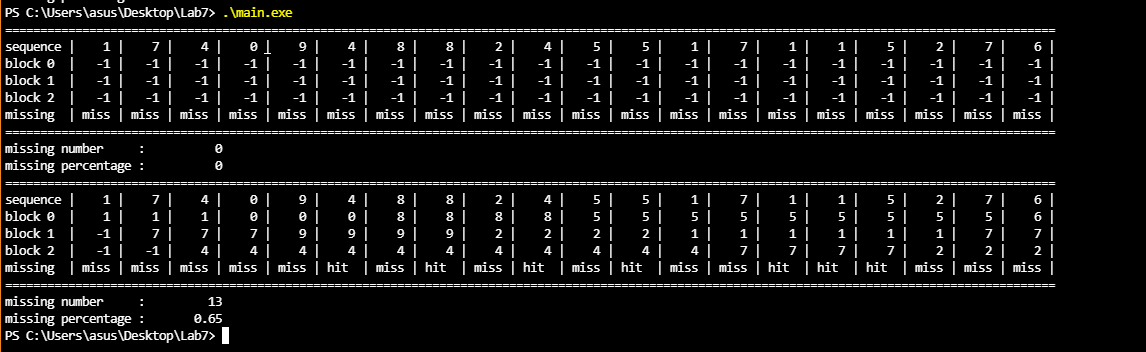 PS C:\Users\asus\Desktop\Lab7> .\main.exe
======================================================================================================================================================
sequence | 1 | 7 | 4 | 0 | 9 | 4 | 8 | 8 | 2 | 4 | 5 | 5 | 1 | 7 | 1 | 1 | 5 | 2 | 7 | 6 |
block 0 | -1 | -1 | -1 | -1 | -1 | -1 | -1 | -1 | -1 | -1 | -1 | -1 | -1 | -1 | -1 | -1 | -1 | -1 | -1 | -1 |
block 1 | -1 | -1 | -1 | -1 | -1 | -1 | -1 | -1 | -1 | -1 | -1 | -1 | -1 | -1 | -1 | -1 | -1 | -1 | -1 | -1 |
block 2 | -1 | -1 | -1 | -1 | -1 | -1 | -1 | -1 | -1 | -1 | -1 | -1 | -1 | -1 | -1 | -1 | -1 | -1 | -1 | -1 |
missing | miss | miss | miss | miss | miss | miss | miss | miss | miss | miss | miss | miss | miss | miss | miss | miss | miss | miss | miss | miss |
======================================================================================================================================================
missing number : 0
missing percentage : 0
======================================================================================================================================================
sequence | 1 | 7 | 4 | 0 | 9 | 4 | 8 | 8 | 2 | 4 | 5 | 5 | 1 | 7 | 1 | 1 | 5 | 2 | 7 | 6 |
block 0 | 1 | 1 | 1 | 0 | 0 | 0 | 8 | 8 | 8 | 8 | 5 | 5 | 5 | 5 | 5 | 5 | 5 | 5 | 5 | 6 |
block 1 | -1 | 7 | 7 | 7 | 9 | 9 | 9 | 9 | 2 | 2 | 2 | 2 | 1 | 1 | 1 | 1 | 1 | 1 | 7 | 7 |
block 2 | -1 | -1 | 4 | 4 | 4 | 4 | 4 | 4 | 4 | 4 | 4 | 4 | 4 | 7 | 7 | 7 | 7 | 2 | 2 | 2 |
missing | miss | miss | miss | miss | miss | hit | miss | hit | miss | hit | miss | hit | miss | miss | hit | hit | hit | miss | miss | miss |
======================================================================================================================================================
missing number : 13
missing percentage : 0.65
PS C:\Users\asus\Desktop\Lab7>